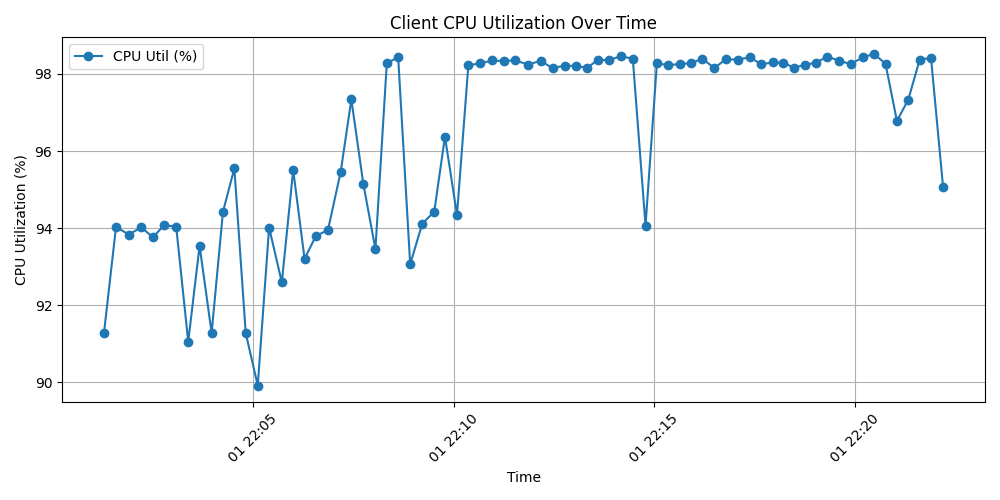 Client CPU Utilization Over Time
CPU Util (%)
CPU Utilization (%)
98
96
94
92
90
01 22:05
01 22:10
01 22:15
01 22:20
Time